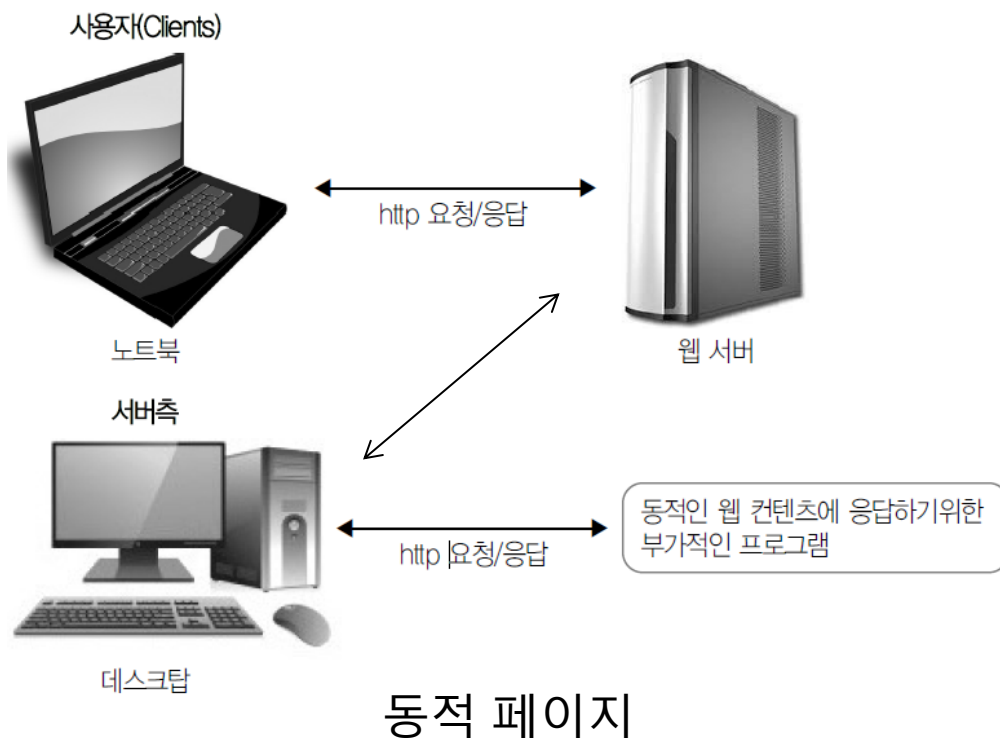 사용자(Clients)
http 요청/응답
노트북
웹 서버
서버측
http 요청/응답
동적인 웹 컨텐츠에 응답하기위한
부가적인 프로그램
데스크탑
동적 페이지